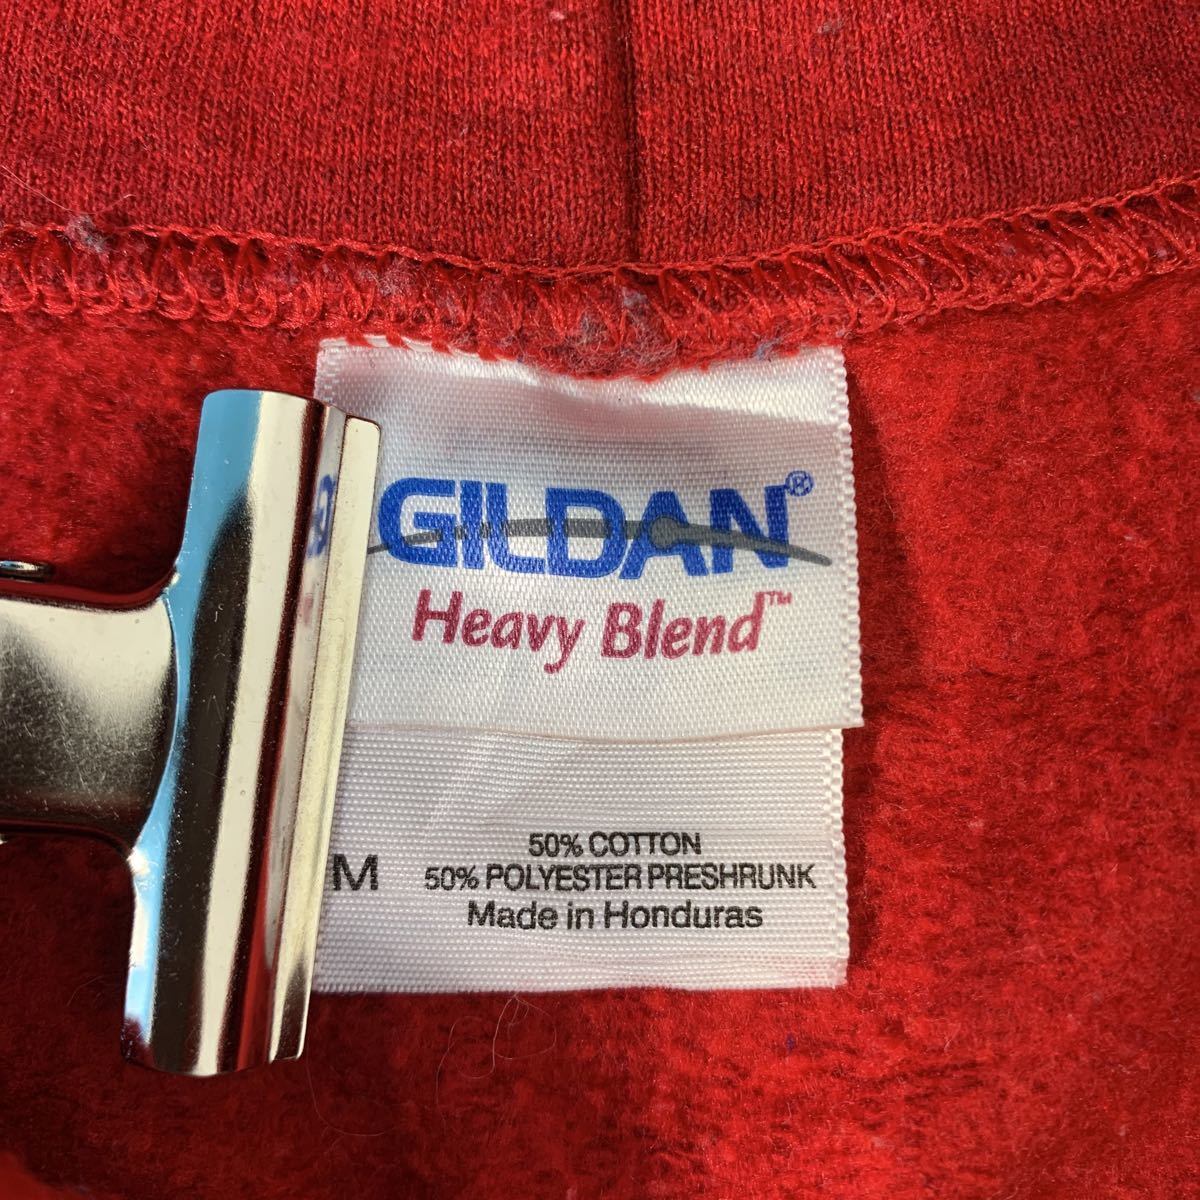 GILDAN®
Heavy Blend™
50% COTTON
M 50% POLYESTER PRESHRUNK
Made in Honduras